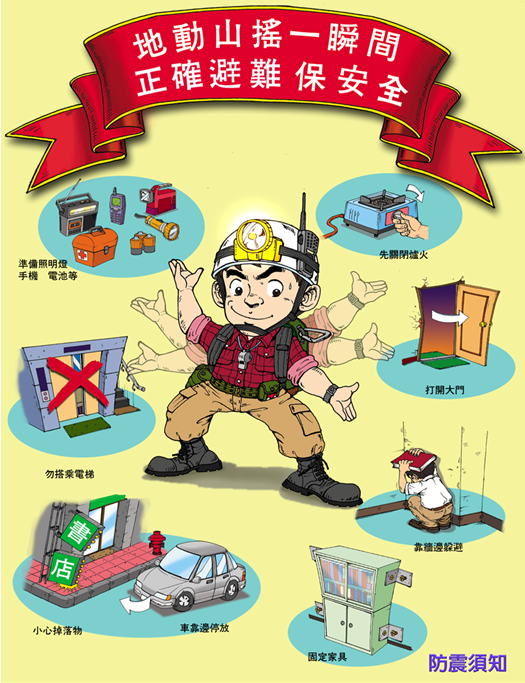 地動山搖一瞬間
正確避難 保安全
準備照明燈
手機 電池等
先關閉爐火
打開大門
勿搭乘電梯
靠牆邊躲避
書店
小心掉落物
車靠邊停放
固定家具
防震須知